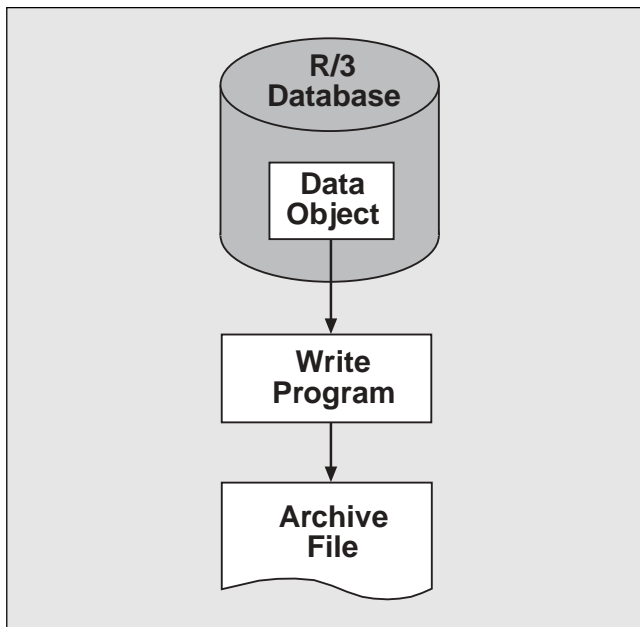 R/3
Database
Data
Object
Write
Program
Archive
File